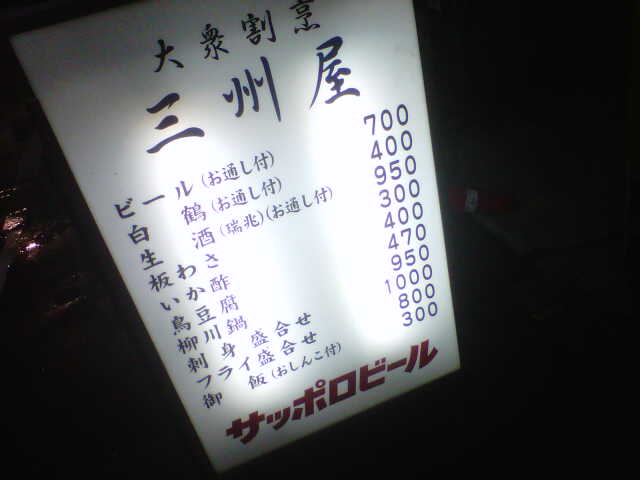 大衆割烹
三州屋
ビール(お通し付) 700
白鶴(お通し付) 400
生酒(瑞兆)(お通し付) 950
板わさ 300
いか酢 400
鳥豆腐 470
柳川鍋 950
刺身盛合せ 1000
フライ盛合せ 800
御飯(おしんこ付) 300
サッポロビール